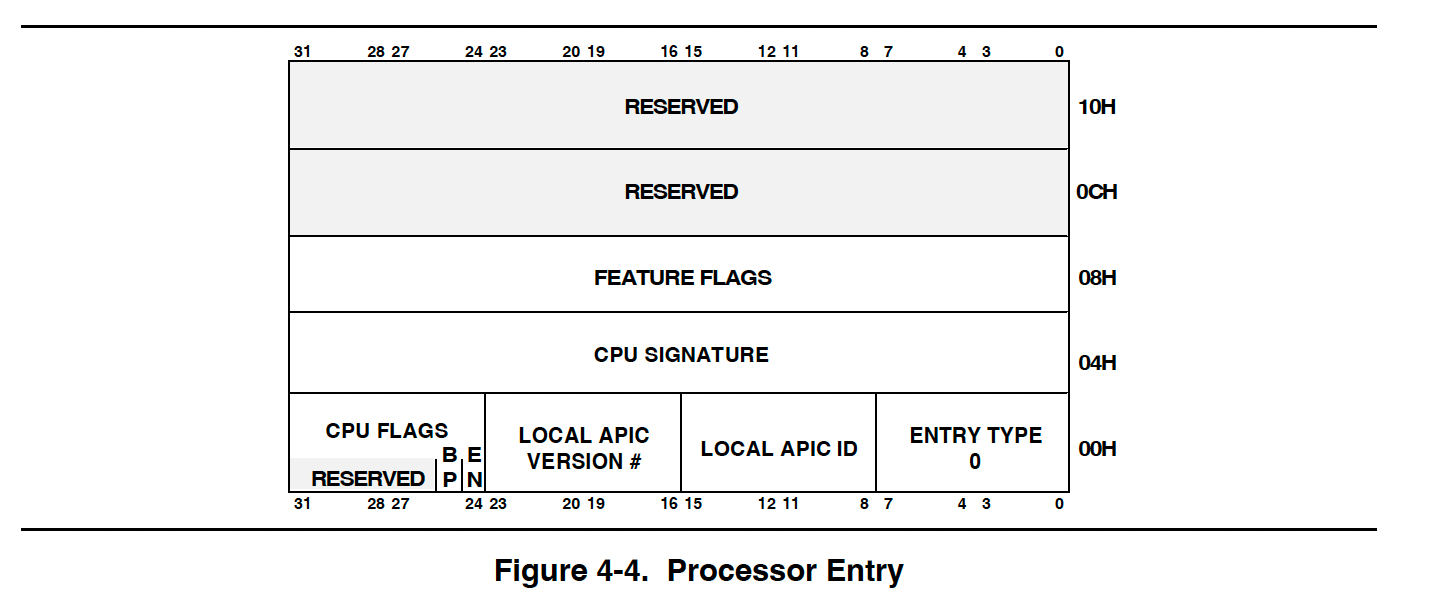 31 28 27 24 23 20 19 16 15 12 11 8 7 4 3 0
RESERVED 10H
RESERVED 0CH
FEATURE FLAGS 08H
CPU SIGNATURE 04H
CPU FLAGS
RESERVED
B
P
E
N
LOCAL APIC
VERSION #
LOCAL APIC ID
ENTRY TYPE
0
00H
31 28 27 24 23 20 19 16 15 12 11 8 7 4 3 0
Figure 4-4. Processor Entry